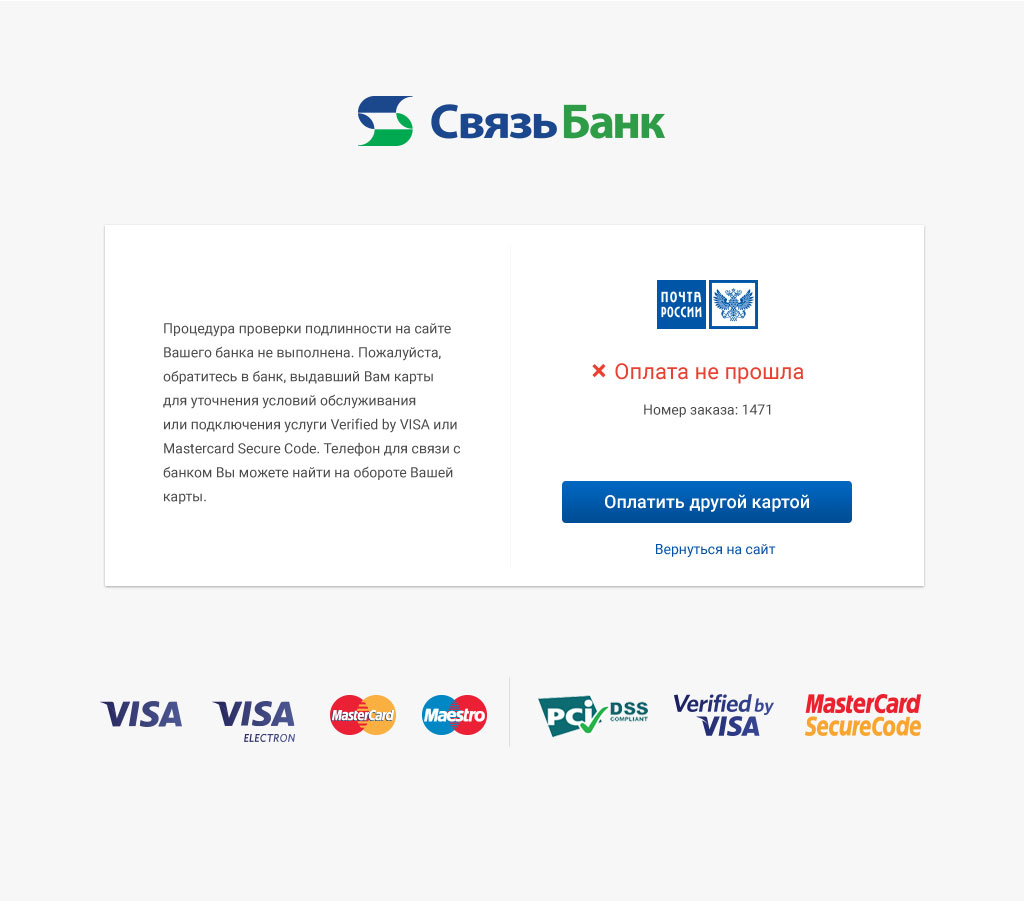 Связь Банк
Процедура проверки подлинности на сайте
Вашего банка не выполнена. Пожалуйста,
обратитесь в банк, выдавший Вам карты
для уточнения условий обслуживания
или подключения услуги Verified by VISA или
Mastercard Secure Code. Телефон для связи с
банком Вы можете найти на обороте Вашей
карты.
ПОЧТА
РОССИИ
Оплата не прошла
Номер заказа: 1471
Оплатить другой картой
Вернуться на сайт
VISA
VISA
ELECTRON
MasterCard
Maestro
PCI DSS
COMPLIANT
Verified by
VISA
MasterCard
SecureCode